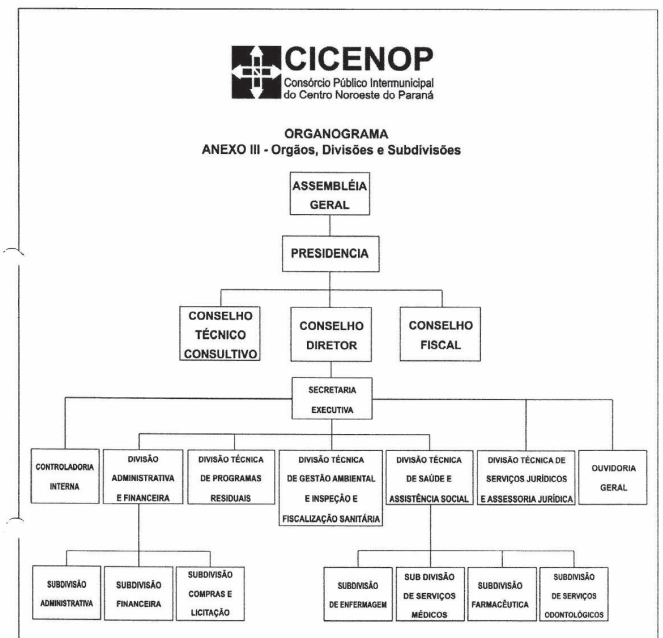 CICENOP
Consórcio Público Intermunicipal
do Centro Noroeste do Paraná
ORGANOGRAMA
ANEXO III - Orgãos, Divisões e Subdivisões
ASSEMBLÉIA
GERAL
PRESIDENCIA
CONSELHO
TÉCNICO
CONSULTIVO
CONSELHO
DIRETOR
CONSELHO
FISCAL
SECRETARIA
EXECUTIVA
CONTROLADORIA
INTERNA
DIVISÃO
ADMINISTRATIVA
E FINANCEIRA
DIVISÃO TÉCNICA
DE PROGRAMAS
RESIDUAIS
DIVISÃO TÉCNICA
DE GESTÃO AMBIENTAL
E INSPEÇÃO E
FISCALIZAÇÃO SANITÁRIA
DIVISÃO TÉCNICA
DE SAÚDE E
ASSISTÊNCIA SOCIAL
DIVISÃO TÉCNICA DE
SERVIÇOS JURÍDICOS
E ASSESSORIA JURÍDICA
OUVIDORIA
GERAL
SUBDIVISÃO
ADMINISTRATIVA
SUBDIVISÃO
FINANCEIRA
SUBDIVISÃO
COMPRAS E
LICITAÇÃO
SUBDIVISÃO
DE ENFERMAGEM
SUB DIVISÃO
DE SERVIÇOS
MÉDICOS
SUBDIVISÃO
FARMACÊUTICA
SUBDIVISÃO
DE SERVIÇOS
ODONTOLÓGICOS